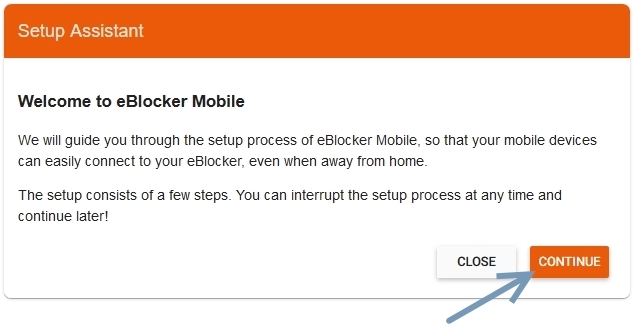 Setup Assistant
Welcome to eBlocker Mobile
We will guide you through the setup process of eBlocker Mobile, so that your mobile devices
can easily connect to your eBlocker, even when away from home.
The setup consists of a few steps. You can interrupt the setup process at any time and
continue later!
CLOSE CONTINUE